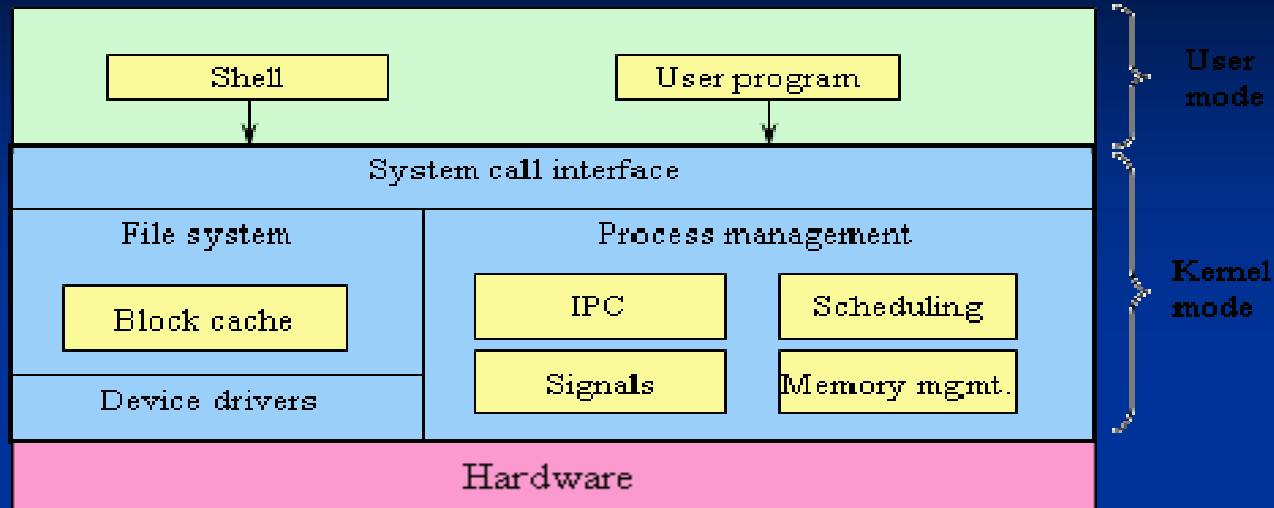 Shell
User program
User
mode
System call interface
File system
Process management
Block cache
IPC
Scheduling
Kernel
mode
Signals
Memory mgmt.
Device drivers
Hardware